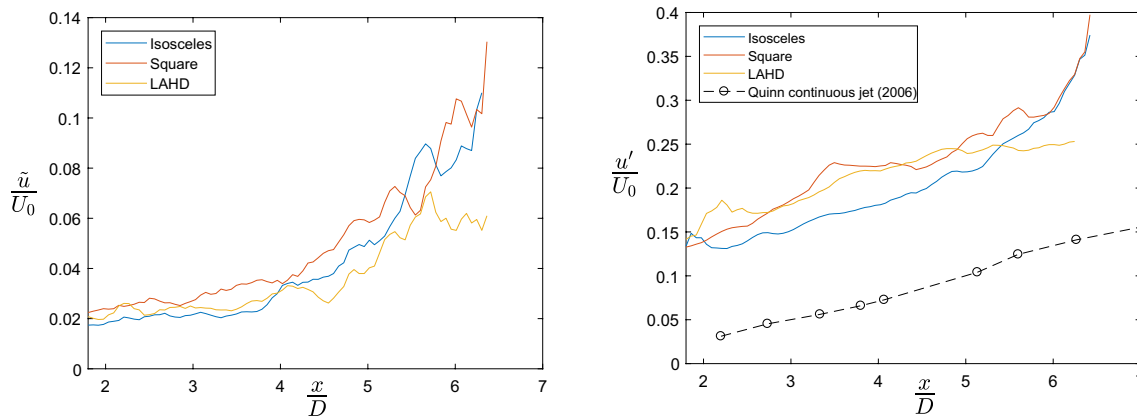 0.14
0.12
0.1
0.08
0.06
0.04
0.02
0
ũ
U₀
Isosceles
Square
LAHD
2
3
4
5
6
7
x
D
0.4
0.35
0.3
0.25
0.2
0.15
0.1
0.05
0
u′
U₀
Isosceles
Square
LAHD
Quinn continuous jet (2006)
2
3
4
5
6
x
D